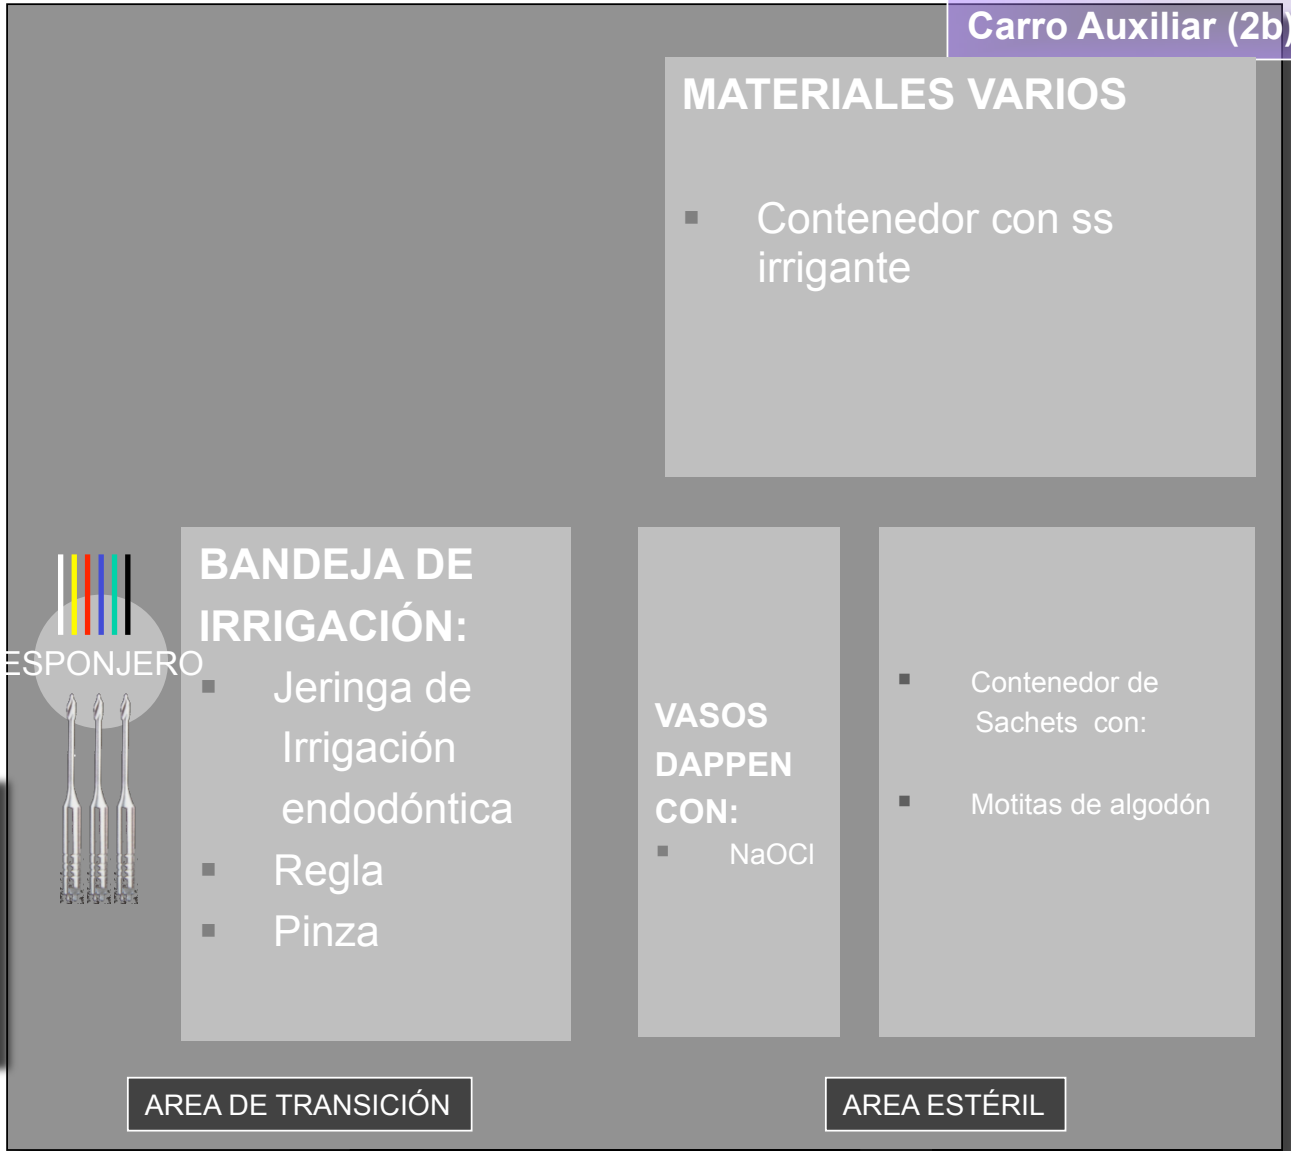 Carro Auxiliar (2b)
MATERIALES VARIOS
▪ Contenedor con ss
irrigante
ESPONJERO
BANDEJA DE
IRRIGACIÓN:
▪ Jeringa de
Irrigación
endodóntica
▪ Regla
▪ Pinza
VASOS
DAPPEN
CON:
▪ NaOCl
▪ Contenedor de
Sachets con:
▪ Motitas de algodón
AREA DE TRANSICIÓN
AREA ESTÉRIL